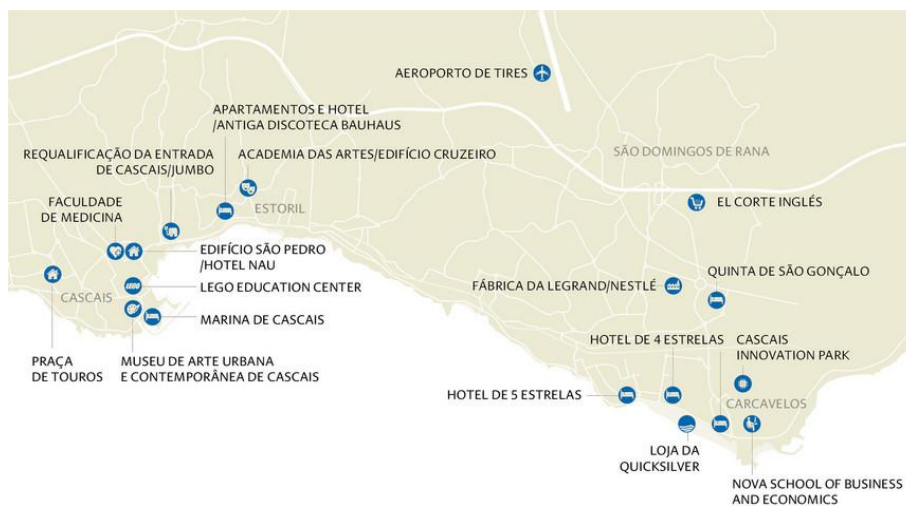 AEROPORTO DE TIRES
APARTAMENTOS E HOTEL
/ANTIGA DISCOTECA BAUHAUS
REQUALIFICAÇÃO DA ENTRADA
DE CASCAIS/JUMBO
ACADEMIA DAS ARTES/EDIFÍCIO CRUZEIRO
SÃO DOMINGOS DE RANA
FACULDADE
DE MEDICINA
ESTORIL
EL CORTE INGLÉS
EDIFÍCIO SÃO PEDRO
/HOTEL NAU
CASCAIS
LEGO EDUCATION CENTER
FÁBRICA DA LEGRAND/NESTLÉ
QUINTA DE SÃO GONÇALO
MARINA DE CASCAIS
PRAÇA
DE TOUROS
MUSEU DE ARTE URBANA
E CONTEMPORÂNEA DE CASCAIS
HOTEL DE 4 ESTRELAS
CASCAIS
INNOVATION PARK
HOTEL DE 5 ESTRELAS
CARCAVELOS
LOJA DA
QUICKSILVER
NOVA SCHOOL OF BUSINESS
AND ECONOMICS